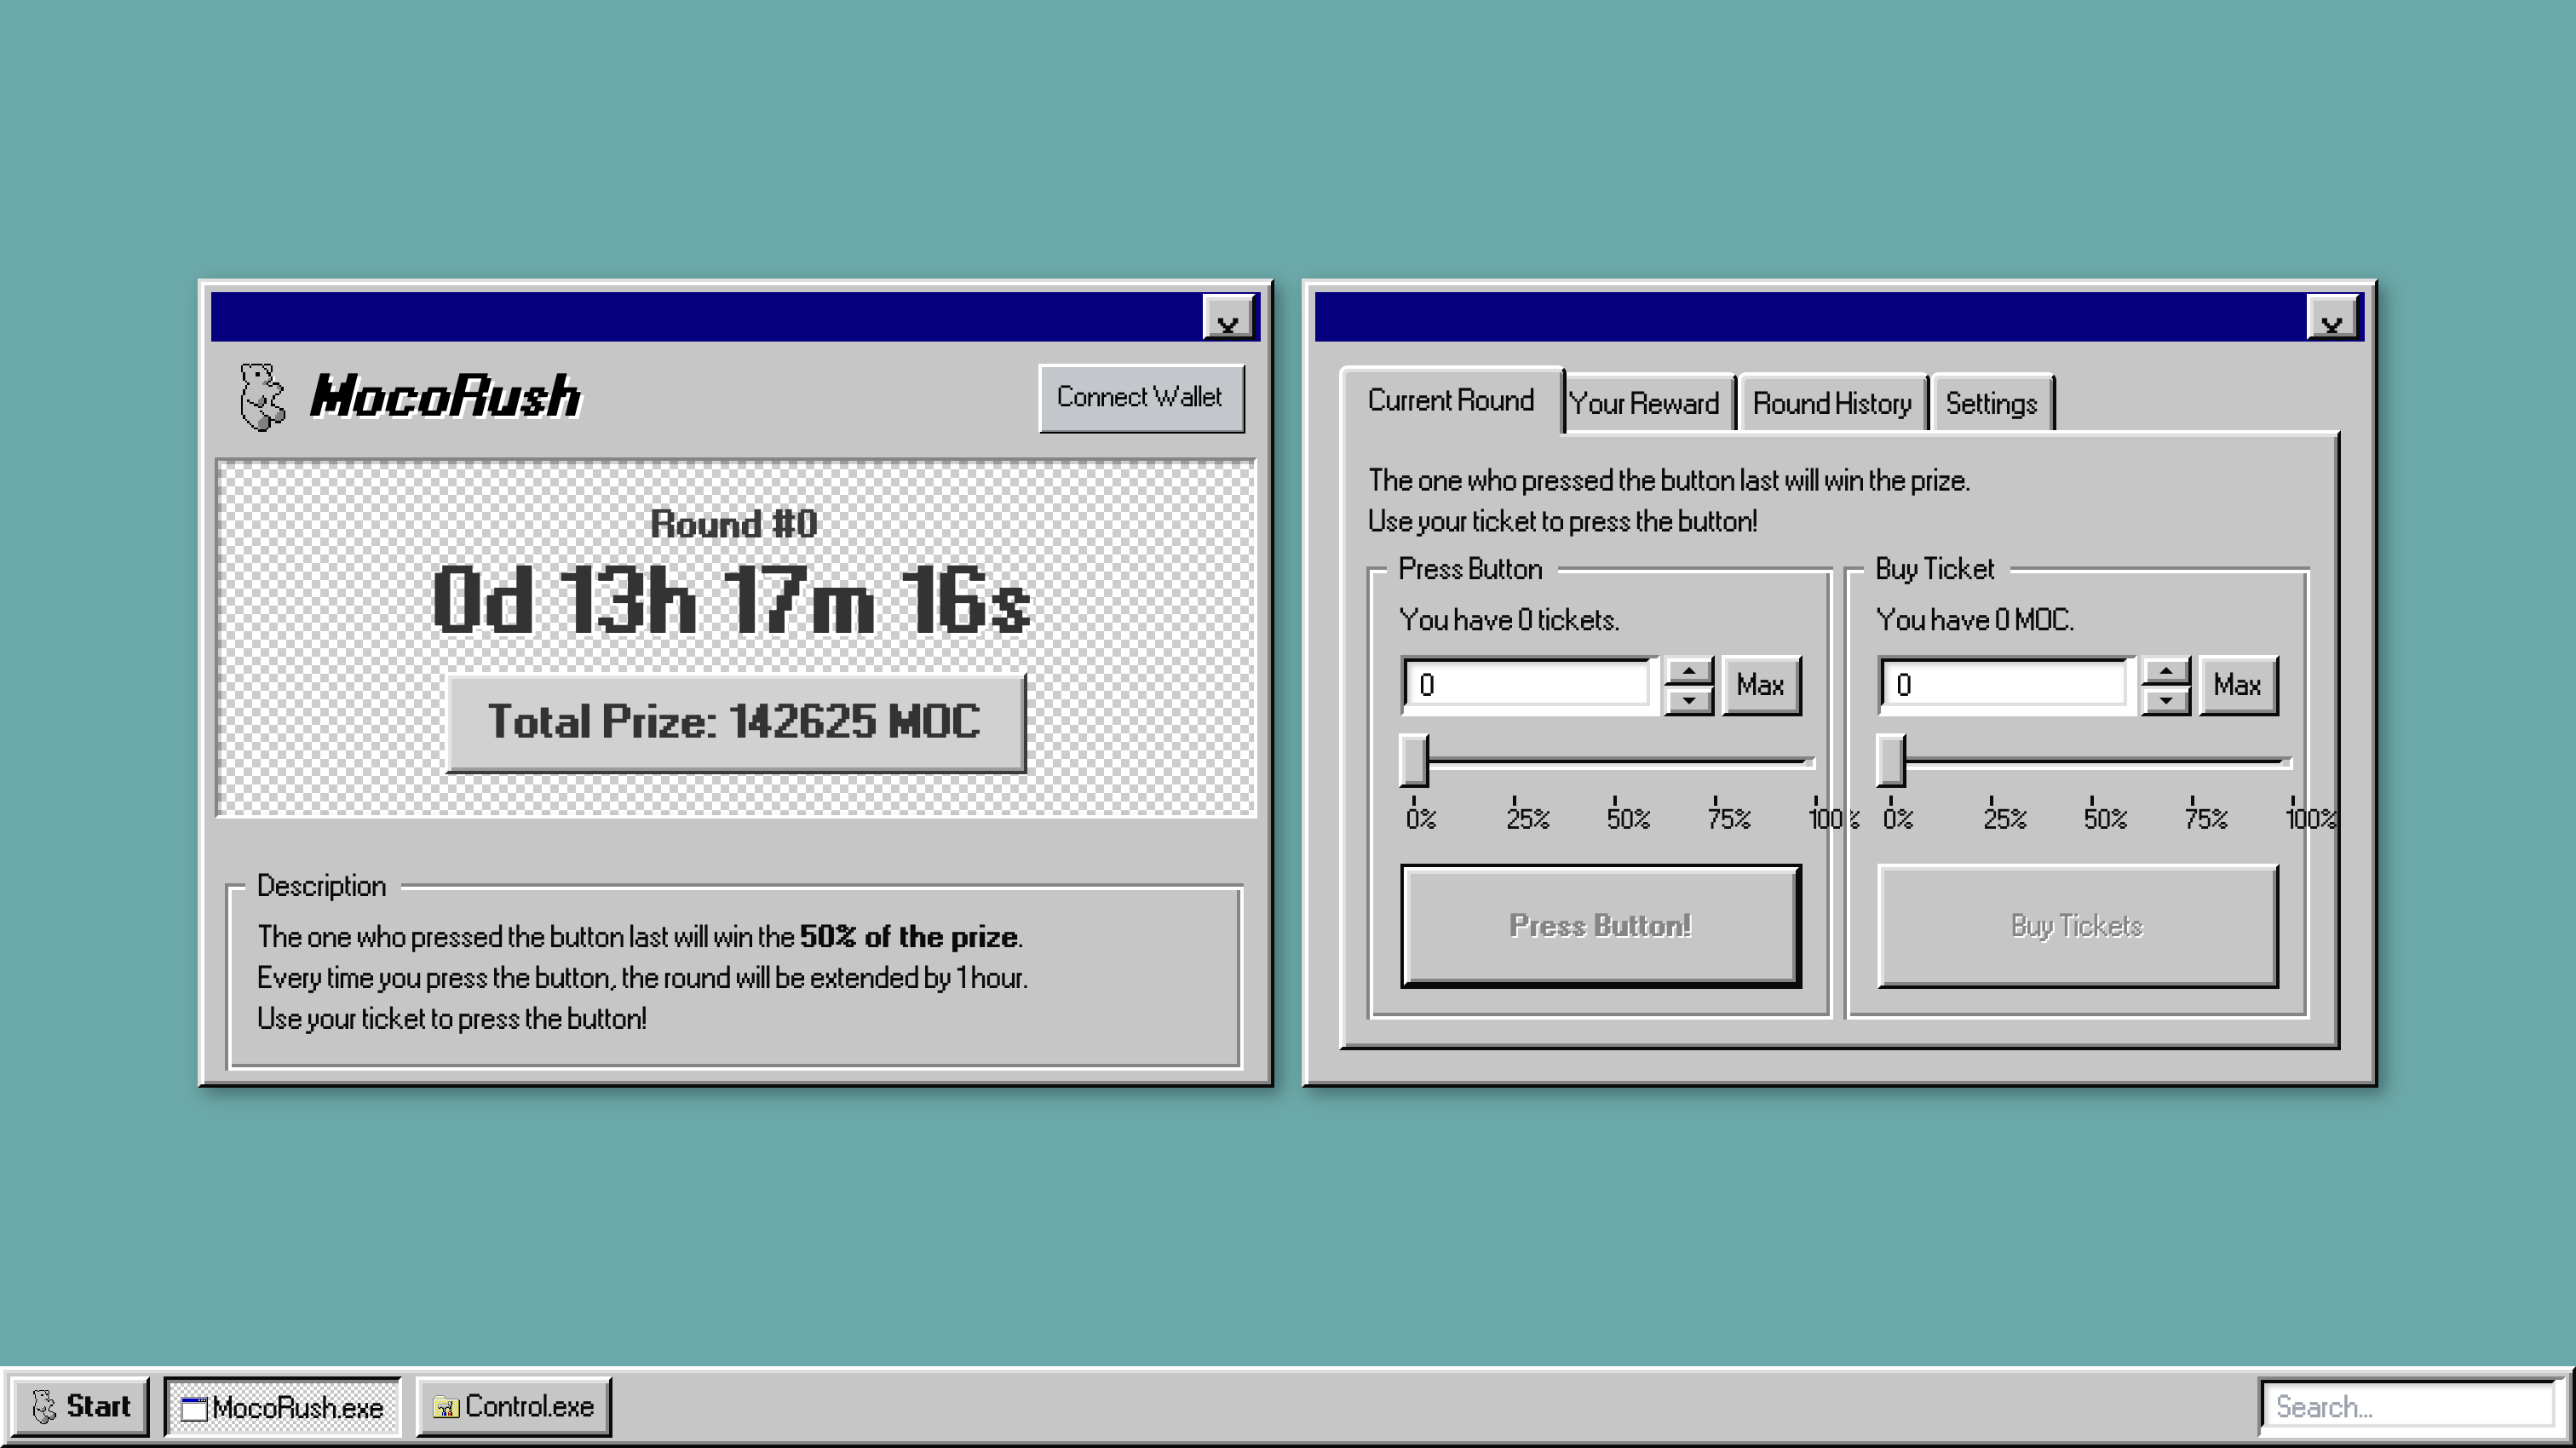 MocoRush
Connect Wallet
Round #0
0d 13h 17m 16s
Total Prize: 142625 MOC
Description
The one who pressed the button last will win the 50% of the prize.
Every time you press the button, the round will be extended by 1 hour.
Use your ticket to press the button!
Current Round
Your Reward
Round History
Settings
The one who pressed the button last will win the prize.
Use your ticket to press the button!
Press Button
You have 0 tickets.
0
Max
0% 25% 50% 75% 100%
Press Button!
Buy Ticket
You have 0 MOC.
0
Max
0% 25% 50% 75% 100%
Buy Tickets
Start
MocoRush.exe
Control.exe
Search...